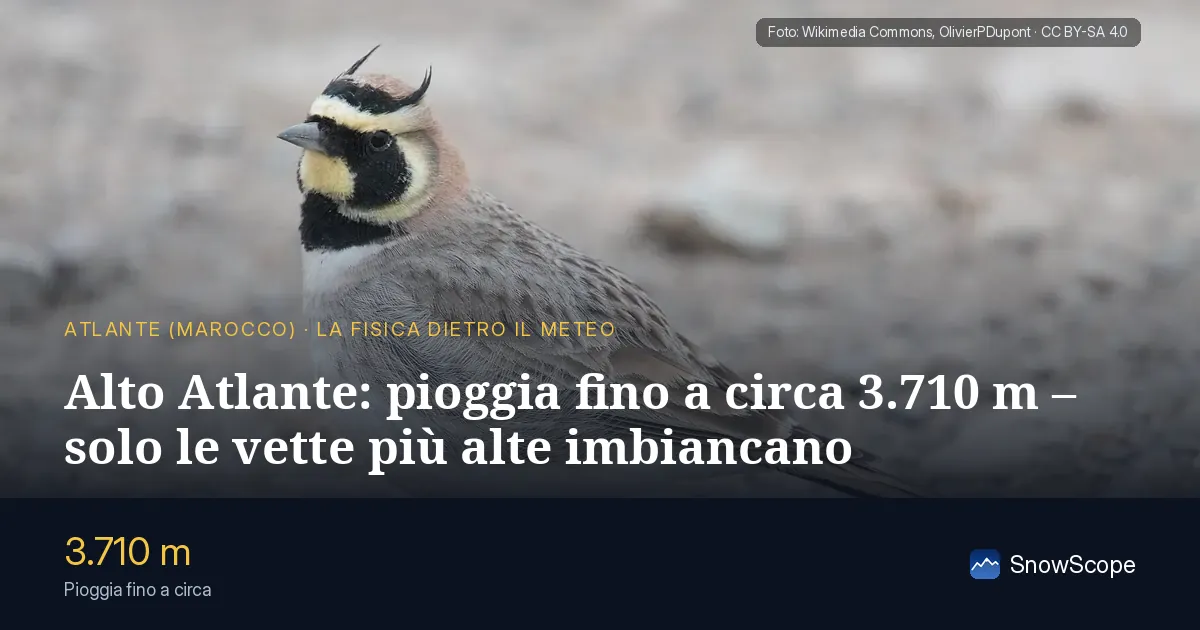 Foto: Wikimedia Commons, OlivierPDupont · CC BY-SA 4.0
ATLANTE (MAROCCO) · LA FISICA DIETRO IL METEO
Alto Atlante: pioggia fino a circa 3.710 m –
solo le vette più alte imbiancano
3.710 m
Pioggia fino a circa
SnowScope